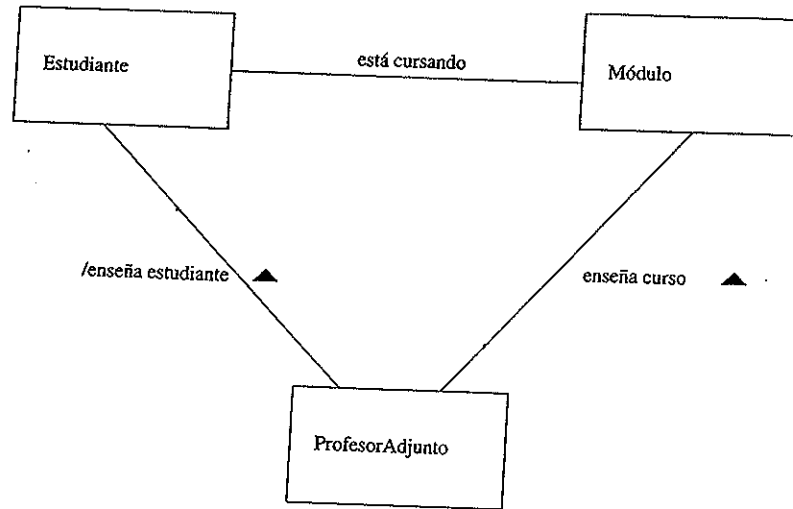 Estudiante
está cursando
Módulo
/enseña estudiante
enseña curso
ProfesorAdjunto